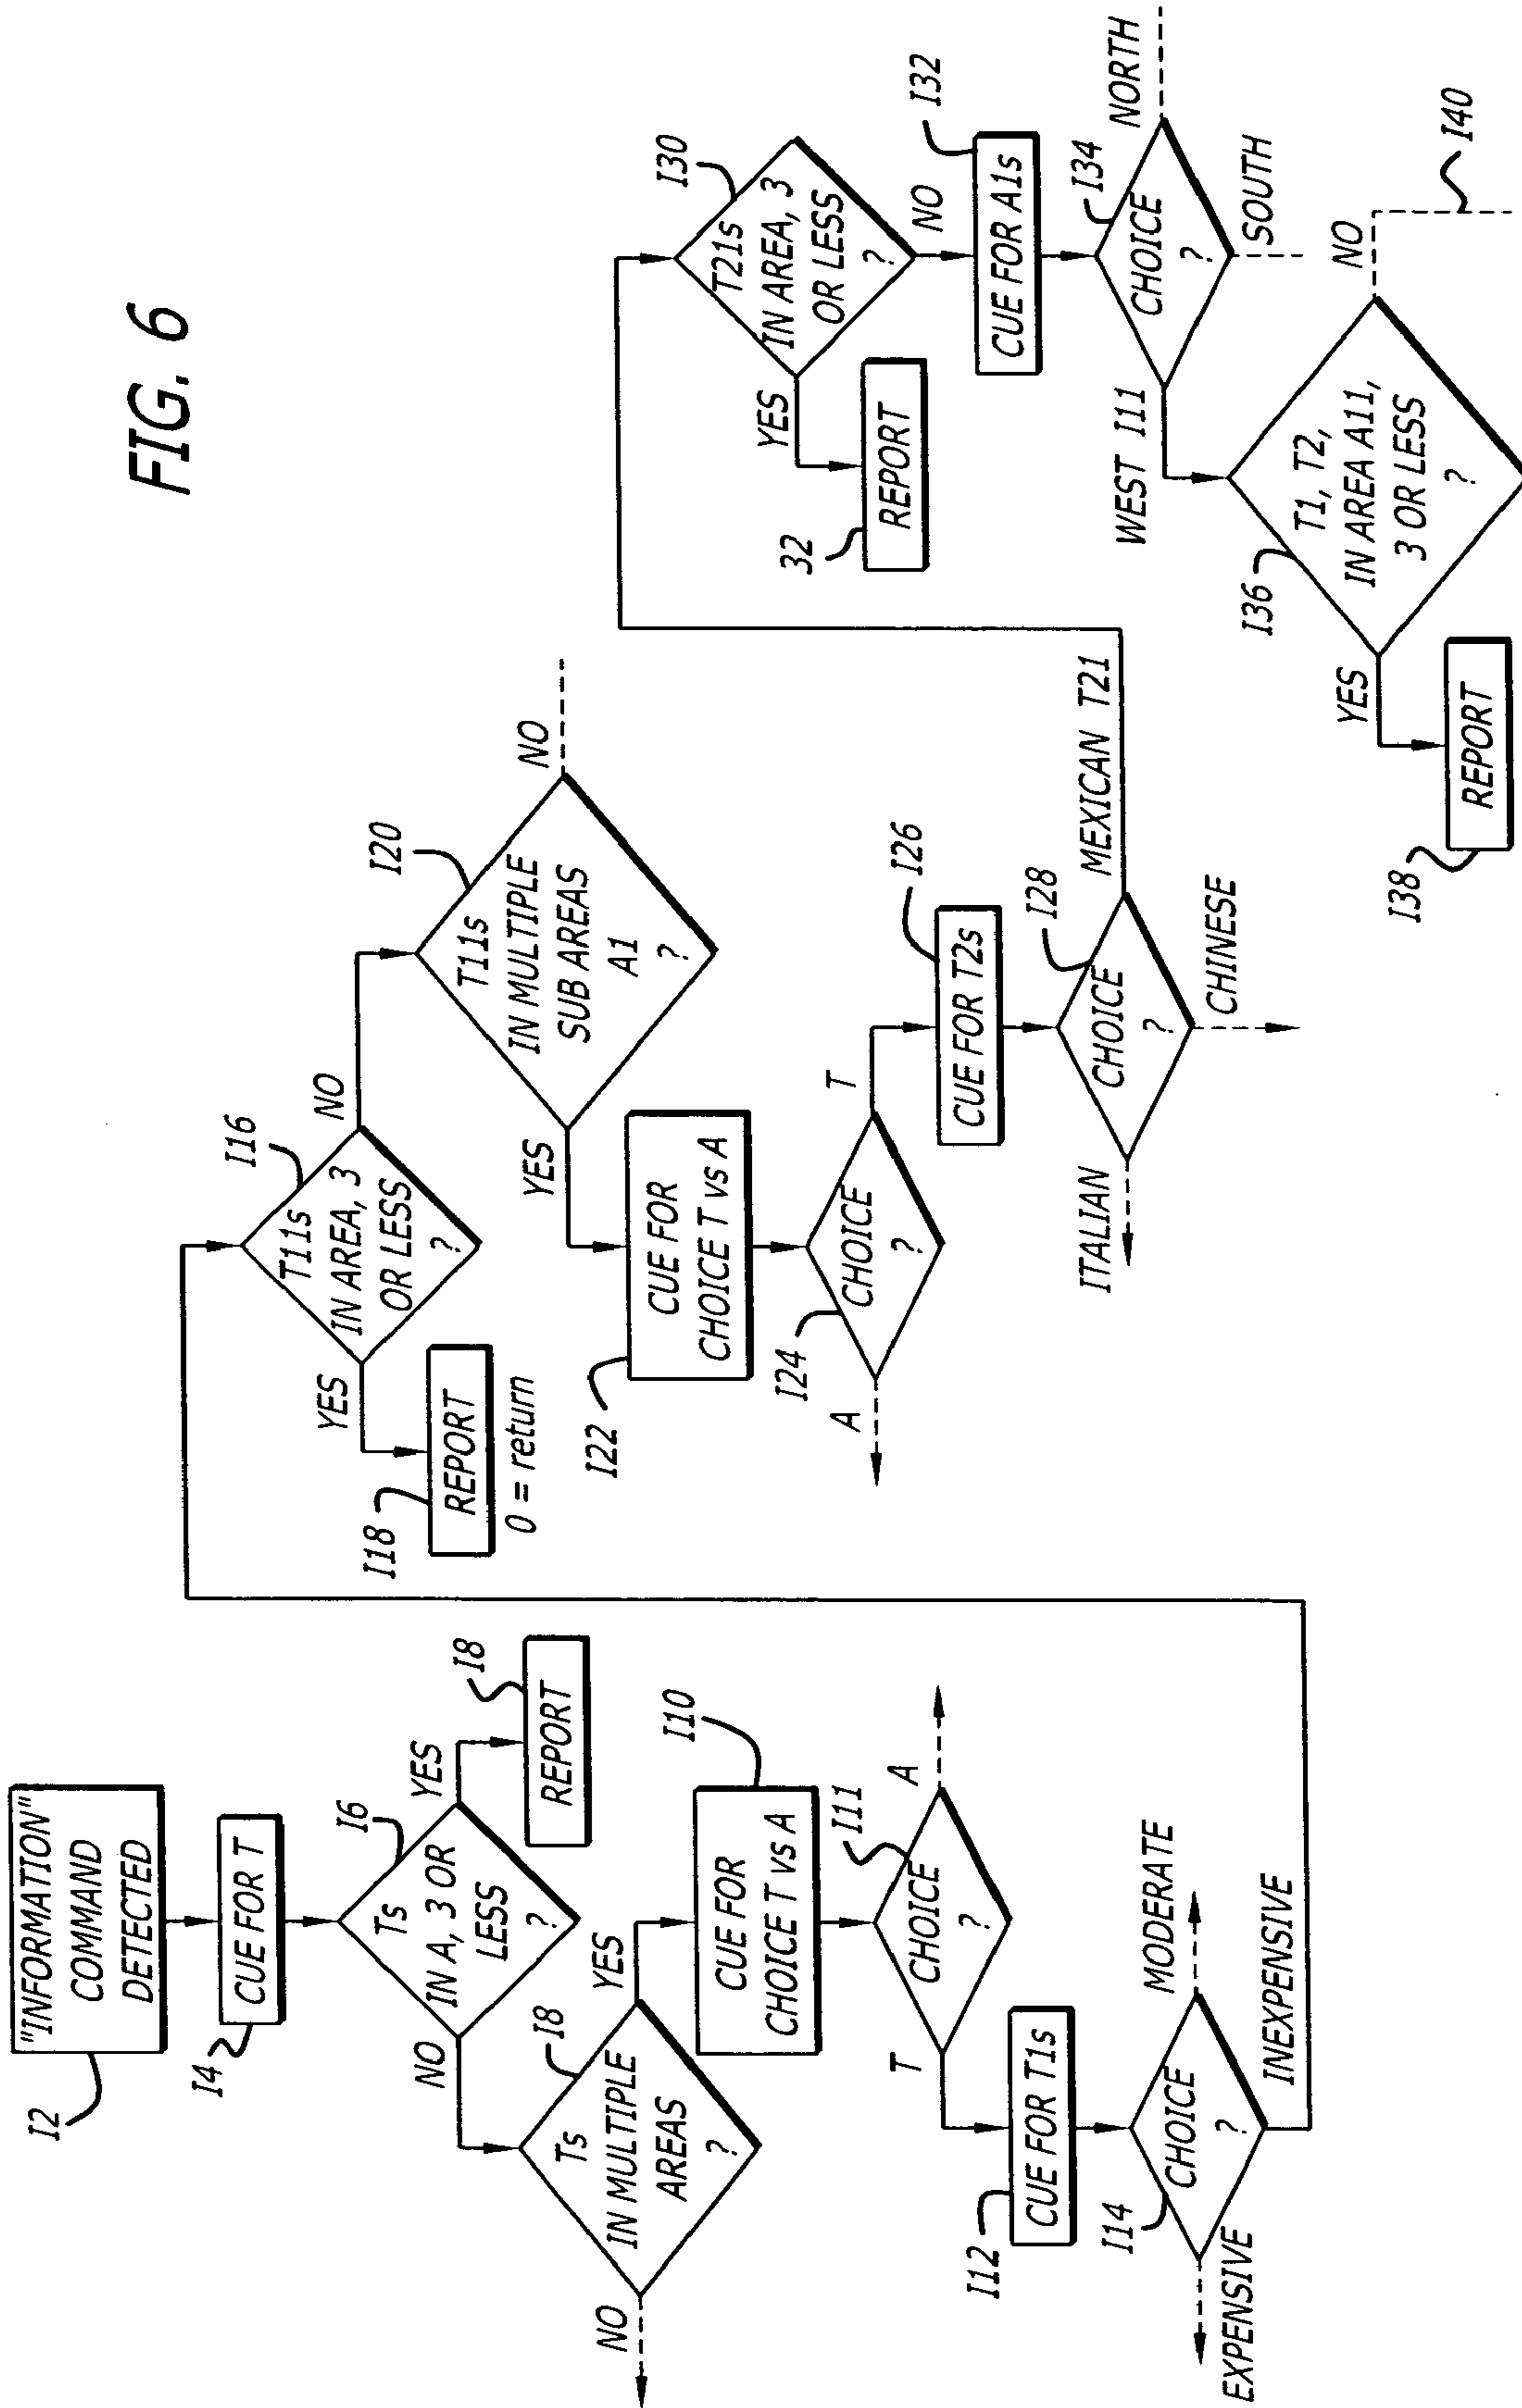 FIG. 6
"INFORMATION"
COMMAND
DETECTED
I2
CUE FOR T
I4
Ts
IN A, 3 OR
LESS
?
I6
YES
REPORT
I8
NO
Ts
IN MULTIPLE
AREAS
?
I8
NO
YES
CUE FOR
CHOICE T vs A
I10
CHOICE
?
I11
A
T
CUE FOR T1s
I12
CHOICE
?
I14
EXPENSIVE
MODERATE
INEXPENSIVE
T11s
IN AREA, 3
OR LESS
?
I16
YES
REPORT
I18
0 = return
NO
T11s
IN MULTIPLE
SUB AREAS
A1
?
I20
NO
YES
CUE FOR
CHOICE T vs A
I22
CHOICE
?
I24
A
T
CUE FOR T2s
I26
CHOICE
?
I28
ITALIAN
CHINESE
MEXICAN T21
T21s
IN AREA, 3
OR LESS
?
I30
YES
REPORT
32
NO
CUE FOR A1s
I32
CHOICE
?
I34
NORTH
SOUTH
WEST I11
T1, T2,
IN AREA A11,
3 OR LESS
?
I36
YES
REPORT
I38
NO
I40